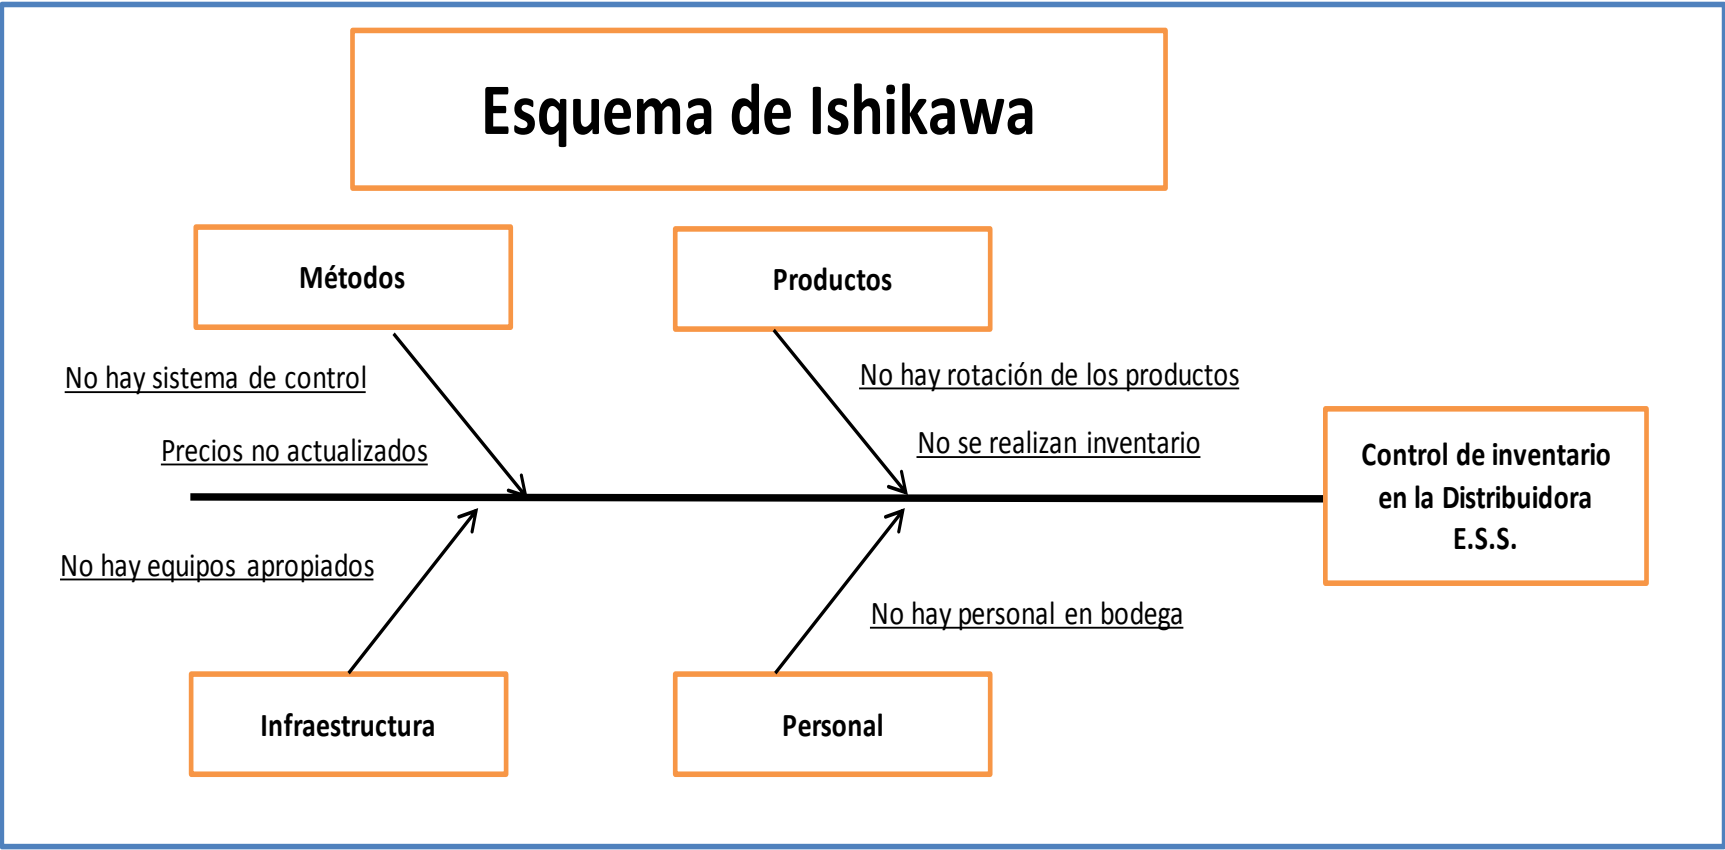 Esquema de Ishikawa
Métodos
Productos
No hay sistema de control
No hay rotación de los productos
Precios no actualizados
No se realizan inventario
Control de inventario
en la Distribuidora
E.S.S.
No hay equipos apropiados
No hay personal en bodega
Infraestructura
Personal